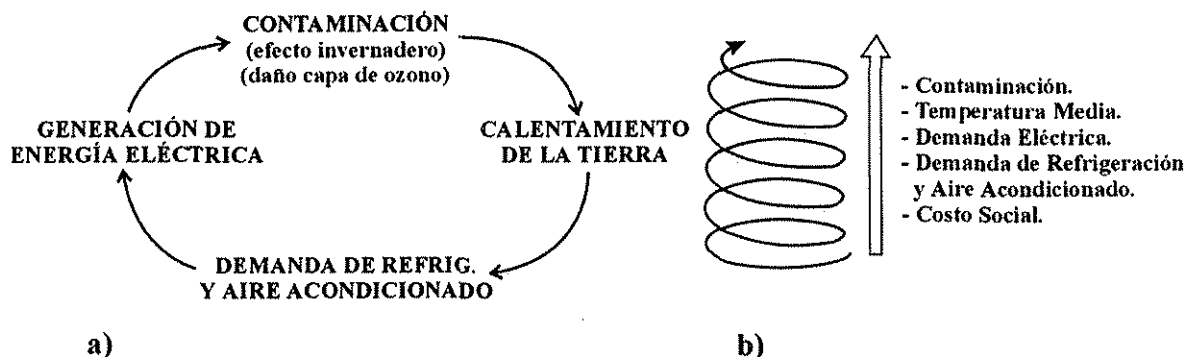 CONTAMINACIÓN
(efecto invernadero)
(daño capa de ozono)
GENERACIÓN DE
ENERGÍA ELÉCTRICA
CALENTAMIENTO
DE LA TIERRA
DEMANDA DE REFRIG.
Y AIRE ACONDICIONADO
a)
- Contaminación.
- Temperatura Media.
- Demanda Eléctrica.
- Demanda de Refrigeración
y Aire Acondicionado.
- Costo Social.
b)